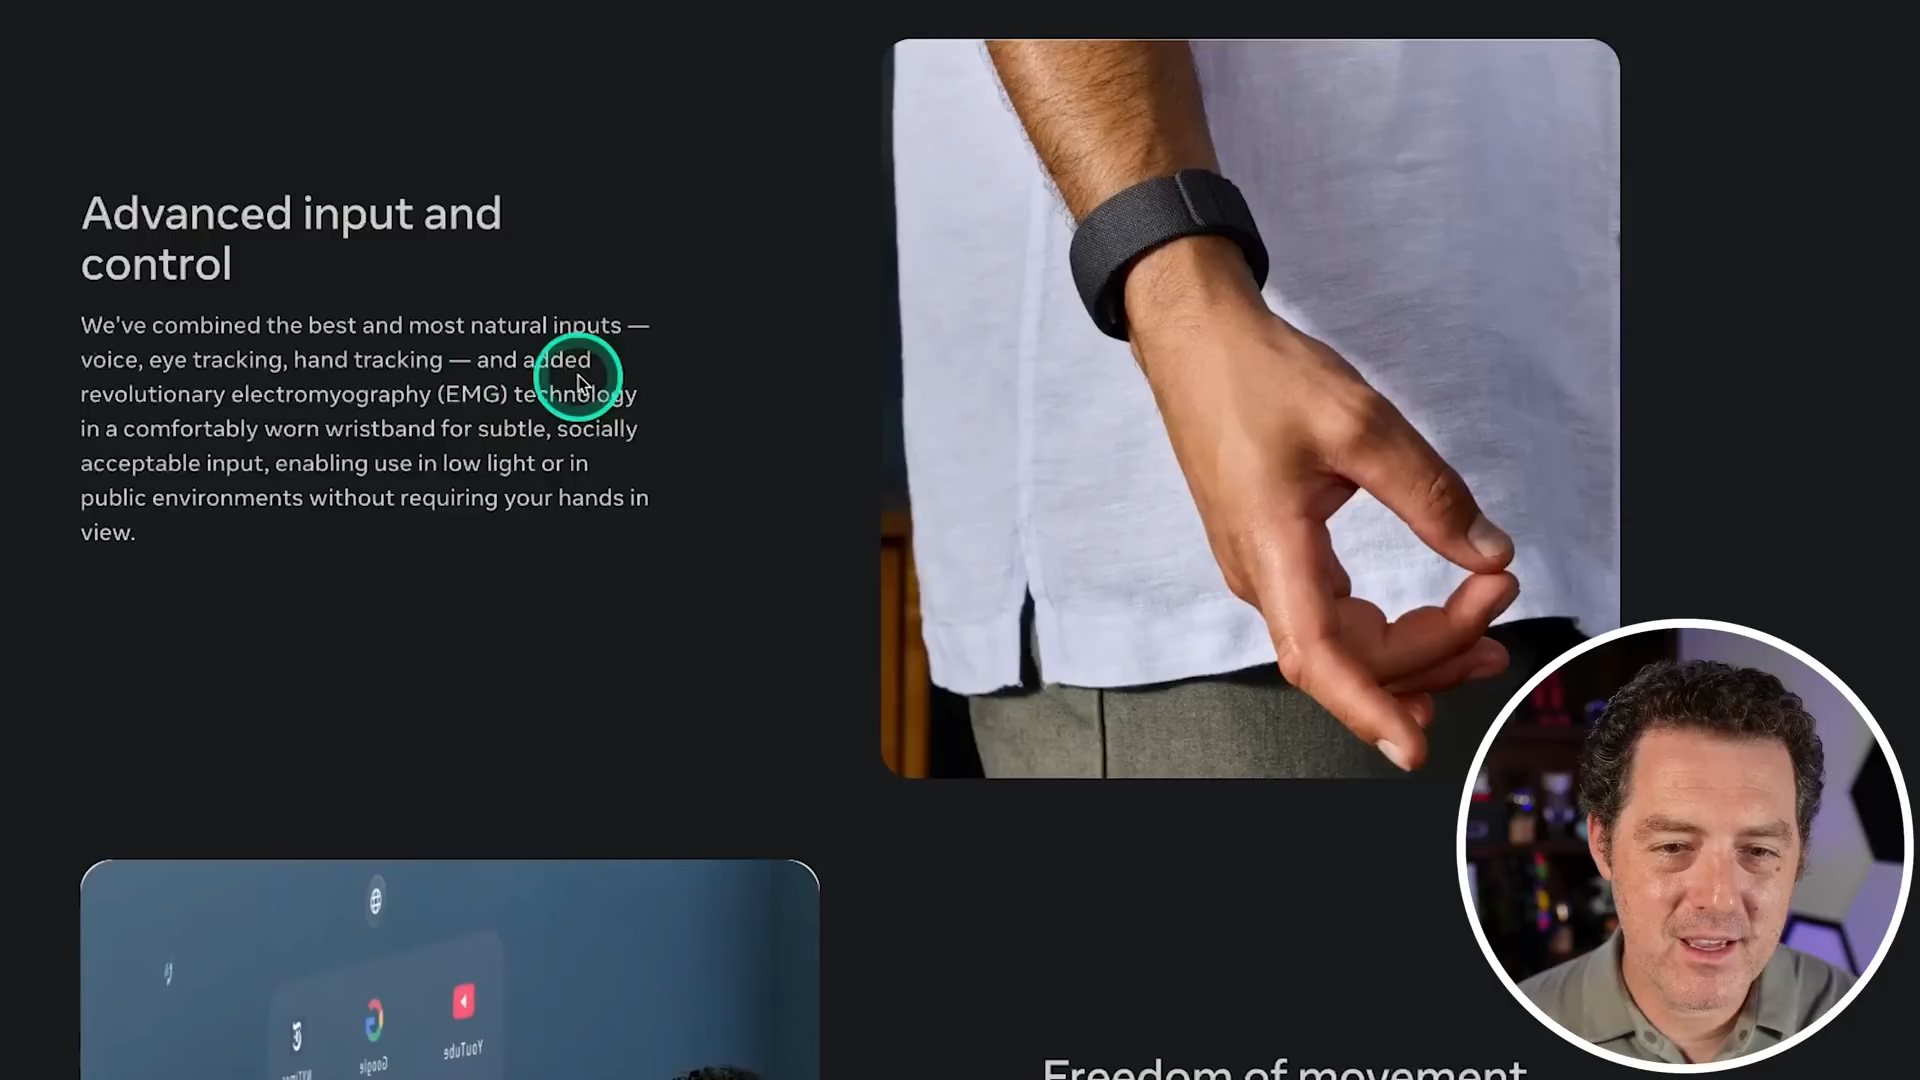 Advanced input and
control
We've combined the best and most natural inputs —
voice, eye tracking, hand tracking — and added
revolutionary electromyography (EMG) technology
in a comfortably worn wristband for subtle, socially
acceptable input, enabling use in low light or in
public environments without requiring your hands in
view.
YouTube
Google
Freedom of movement